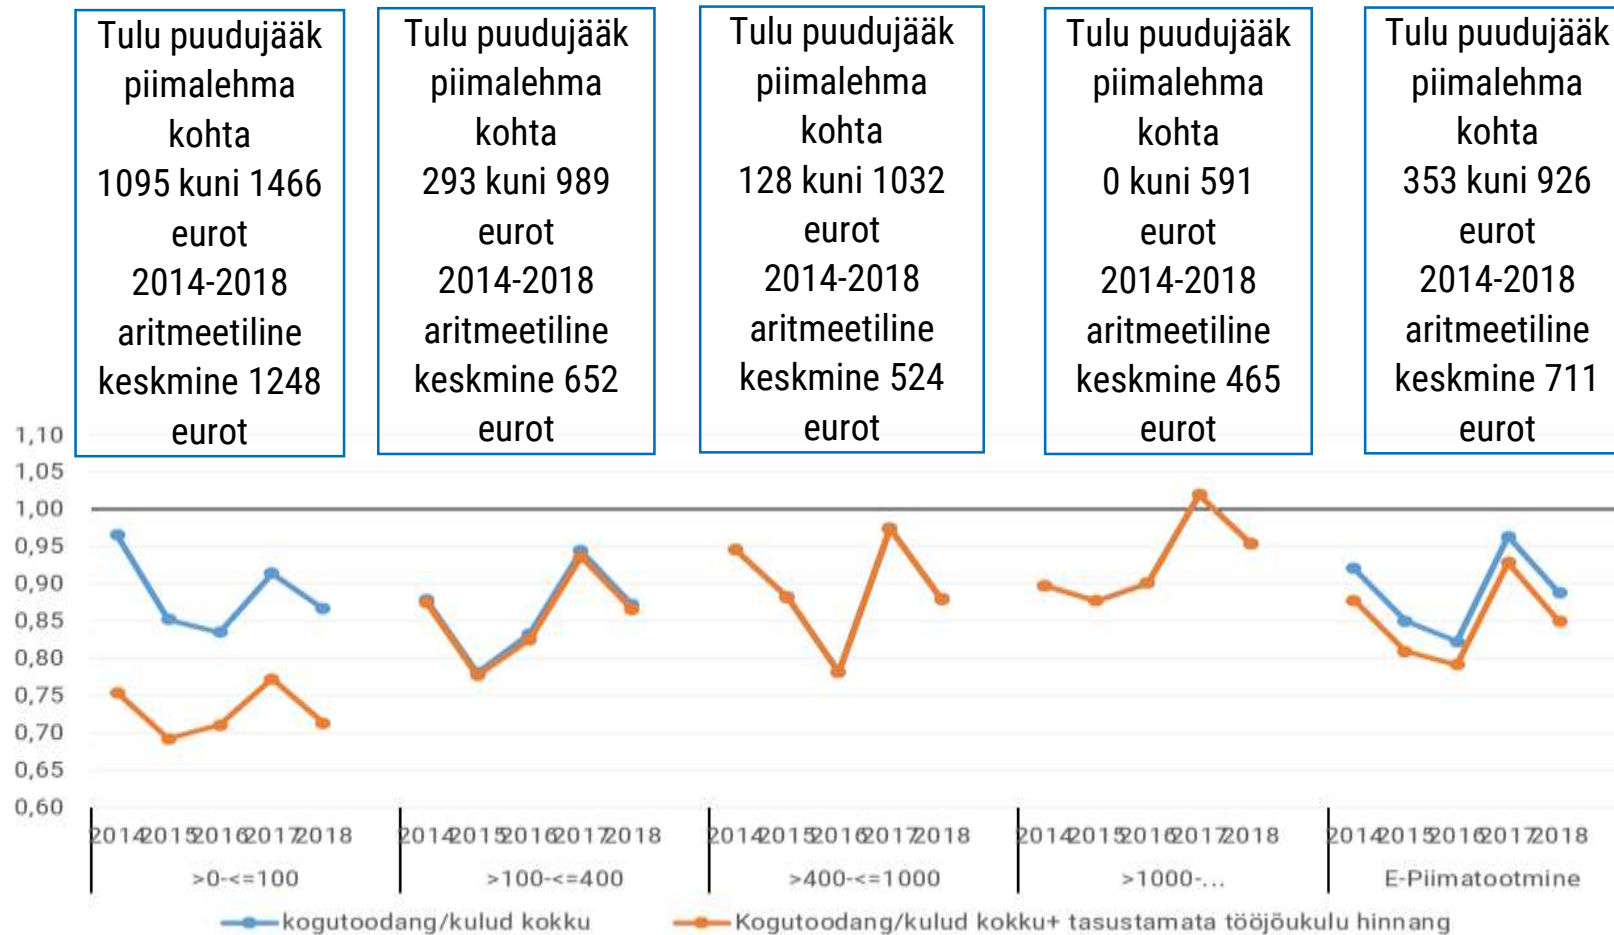 Tulu puudujääk
piimalehma
kohta
1095 kuni 1466
eurot
2014-2018
aritmeetiline
keskmine 1248
eurot
Tulu puudujääk
piimalehma
kohta
293 kuni 989
eurot
2014-2018
aritmeetiline
keskmine 652
eurot
Tulu puudujääk
piimalehma
kohta
128 kuni 1032
eurot
2014-2018
aritmeetiline
keskmine 524
eurot
Tulu puudujääk
piimalehma
kohta
0 kuni 591
eurot
2014-2018
aritmeetiline
keskmine 465
eurot
Tulu puudujääk
piimalehma
kohta
353 kuni 926
eurot
2014-2018
aritmeetiline
keskmine 711
eurot
1,10
1,05
1,00
0,95
0,90
0,85
0,80
0,75
0,70
0,65
0,60
2014 2015 2016 2017 2018 2014 2015 2016 2017 2018 2014 2015 2016 2017 2018 2014 2015 2016 2017 2018 2014 2015 2016 2017 2018
>0-<=100 >100-<=400 >400-<=1000 >1000-... E-Piimatootmine
kogutoodang/kulud kokku Kogutoodang/kulud kokku+ tasustamata tööjõukulu hinnang